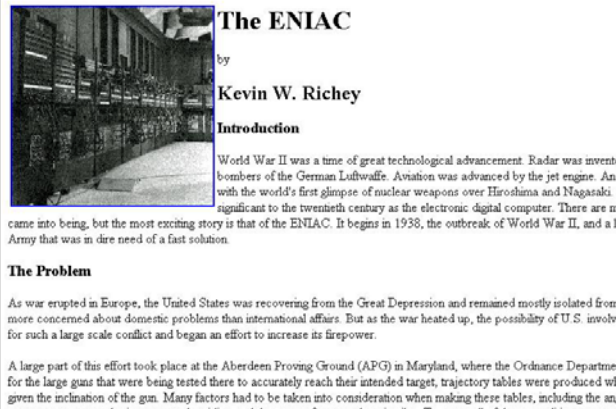 The ENIAC
by
Kevin W. Richey
Introduction
World War II was a time of great technological advancement. Radar was
bombers of the German Luftwaffe. Aviation was advanced by the jet engine.
with the world's first glimpse of nuclear weapons over Hiroshima and Nagasaki.
significant to the twentieth century as the electronic digital computer. There are
came into being, but the most exciting story is that of the ENIAC. It begins in 1938, the outbreak of World War II, and a
Army that was in dire need of a fast solution.
The Problem
As war erupted in Europe, the United States was recovering from the Great Depression and remained mostly isolated from
more concerned about domestic problems than international affairs. But as the war heated up, the possibility of U.S.
for such a large scale conflict and began an effort to increase its firepower.
A large part of this effort took place at the Aberdeen Proving Ground (APG) in Maryland, where the Ordnance
for the large guns that were being tested there to accurately reach their intended target, trajectory tables were produced
given the inclination of the gun. Many factors had to be taken into consideration when making these tables, including the